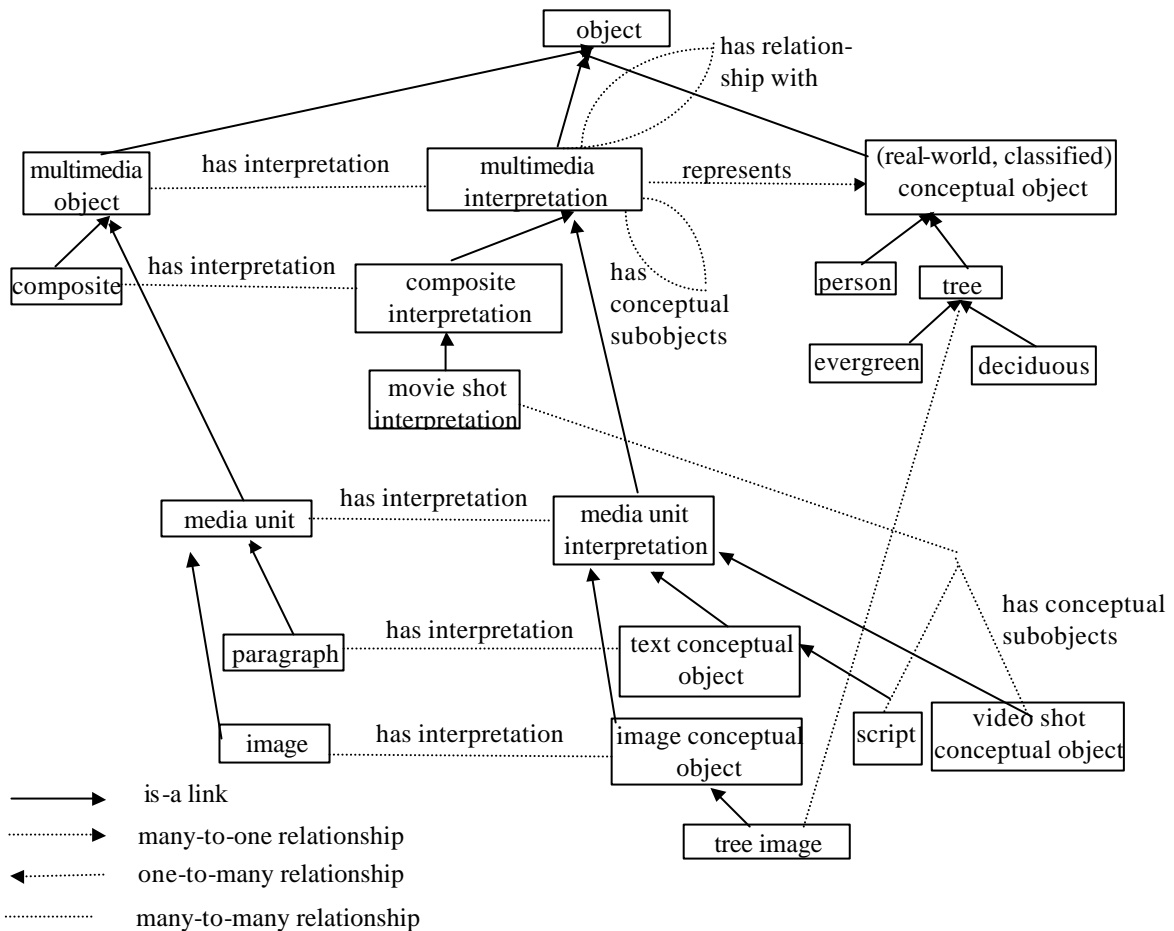 object
has relation-
ship with
multimedia
object
has interpretation
multimedia
interpretation
represents
(real-world, classified)
conceptual object
composite
has interpretation
composite
interpretation
has
conceptual
subobjects
person
tree
evergreen
deciduous
movie shot
interpretation
media unit
has interpretation
media unit
interpretation
has conceptual
subobjects
paragraph
has interpretation
text conceptual
object
image
has interpretation
image conceptual
object
script
video shot
conceptual object
tree image
is-a link
many-to-one relationship
one-to-many relationship
many-to-many relationship